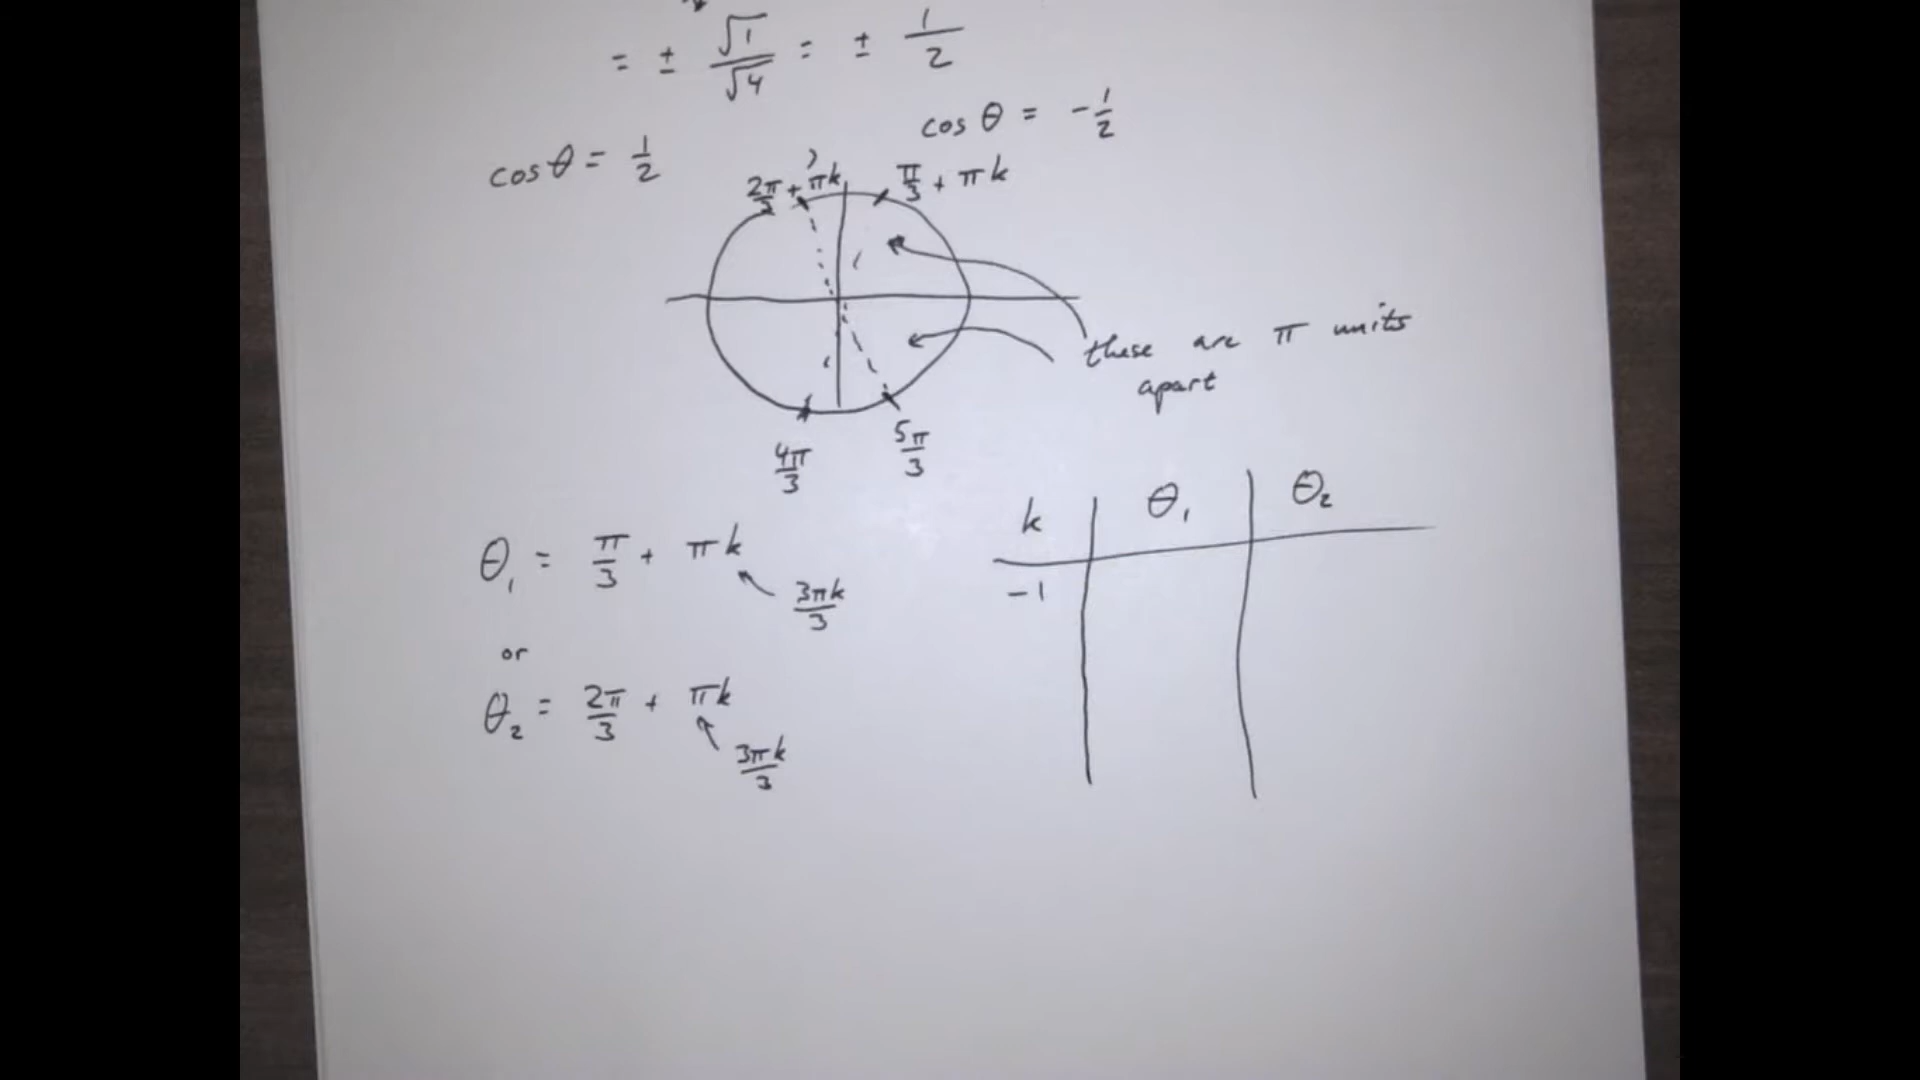 = ± √1/√4 = ± 1/2
cos θ = 1/2
cos θ = -1/2
2π/3 + πk
π/3 + πk
these are π units
apart
4π/3
5π/3
θ₁ = π/3 + πk
3πk/3
or
θ₂ = 2π/3 + πk
3πk/3
k θ₁ θ₂
-1